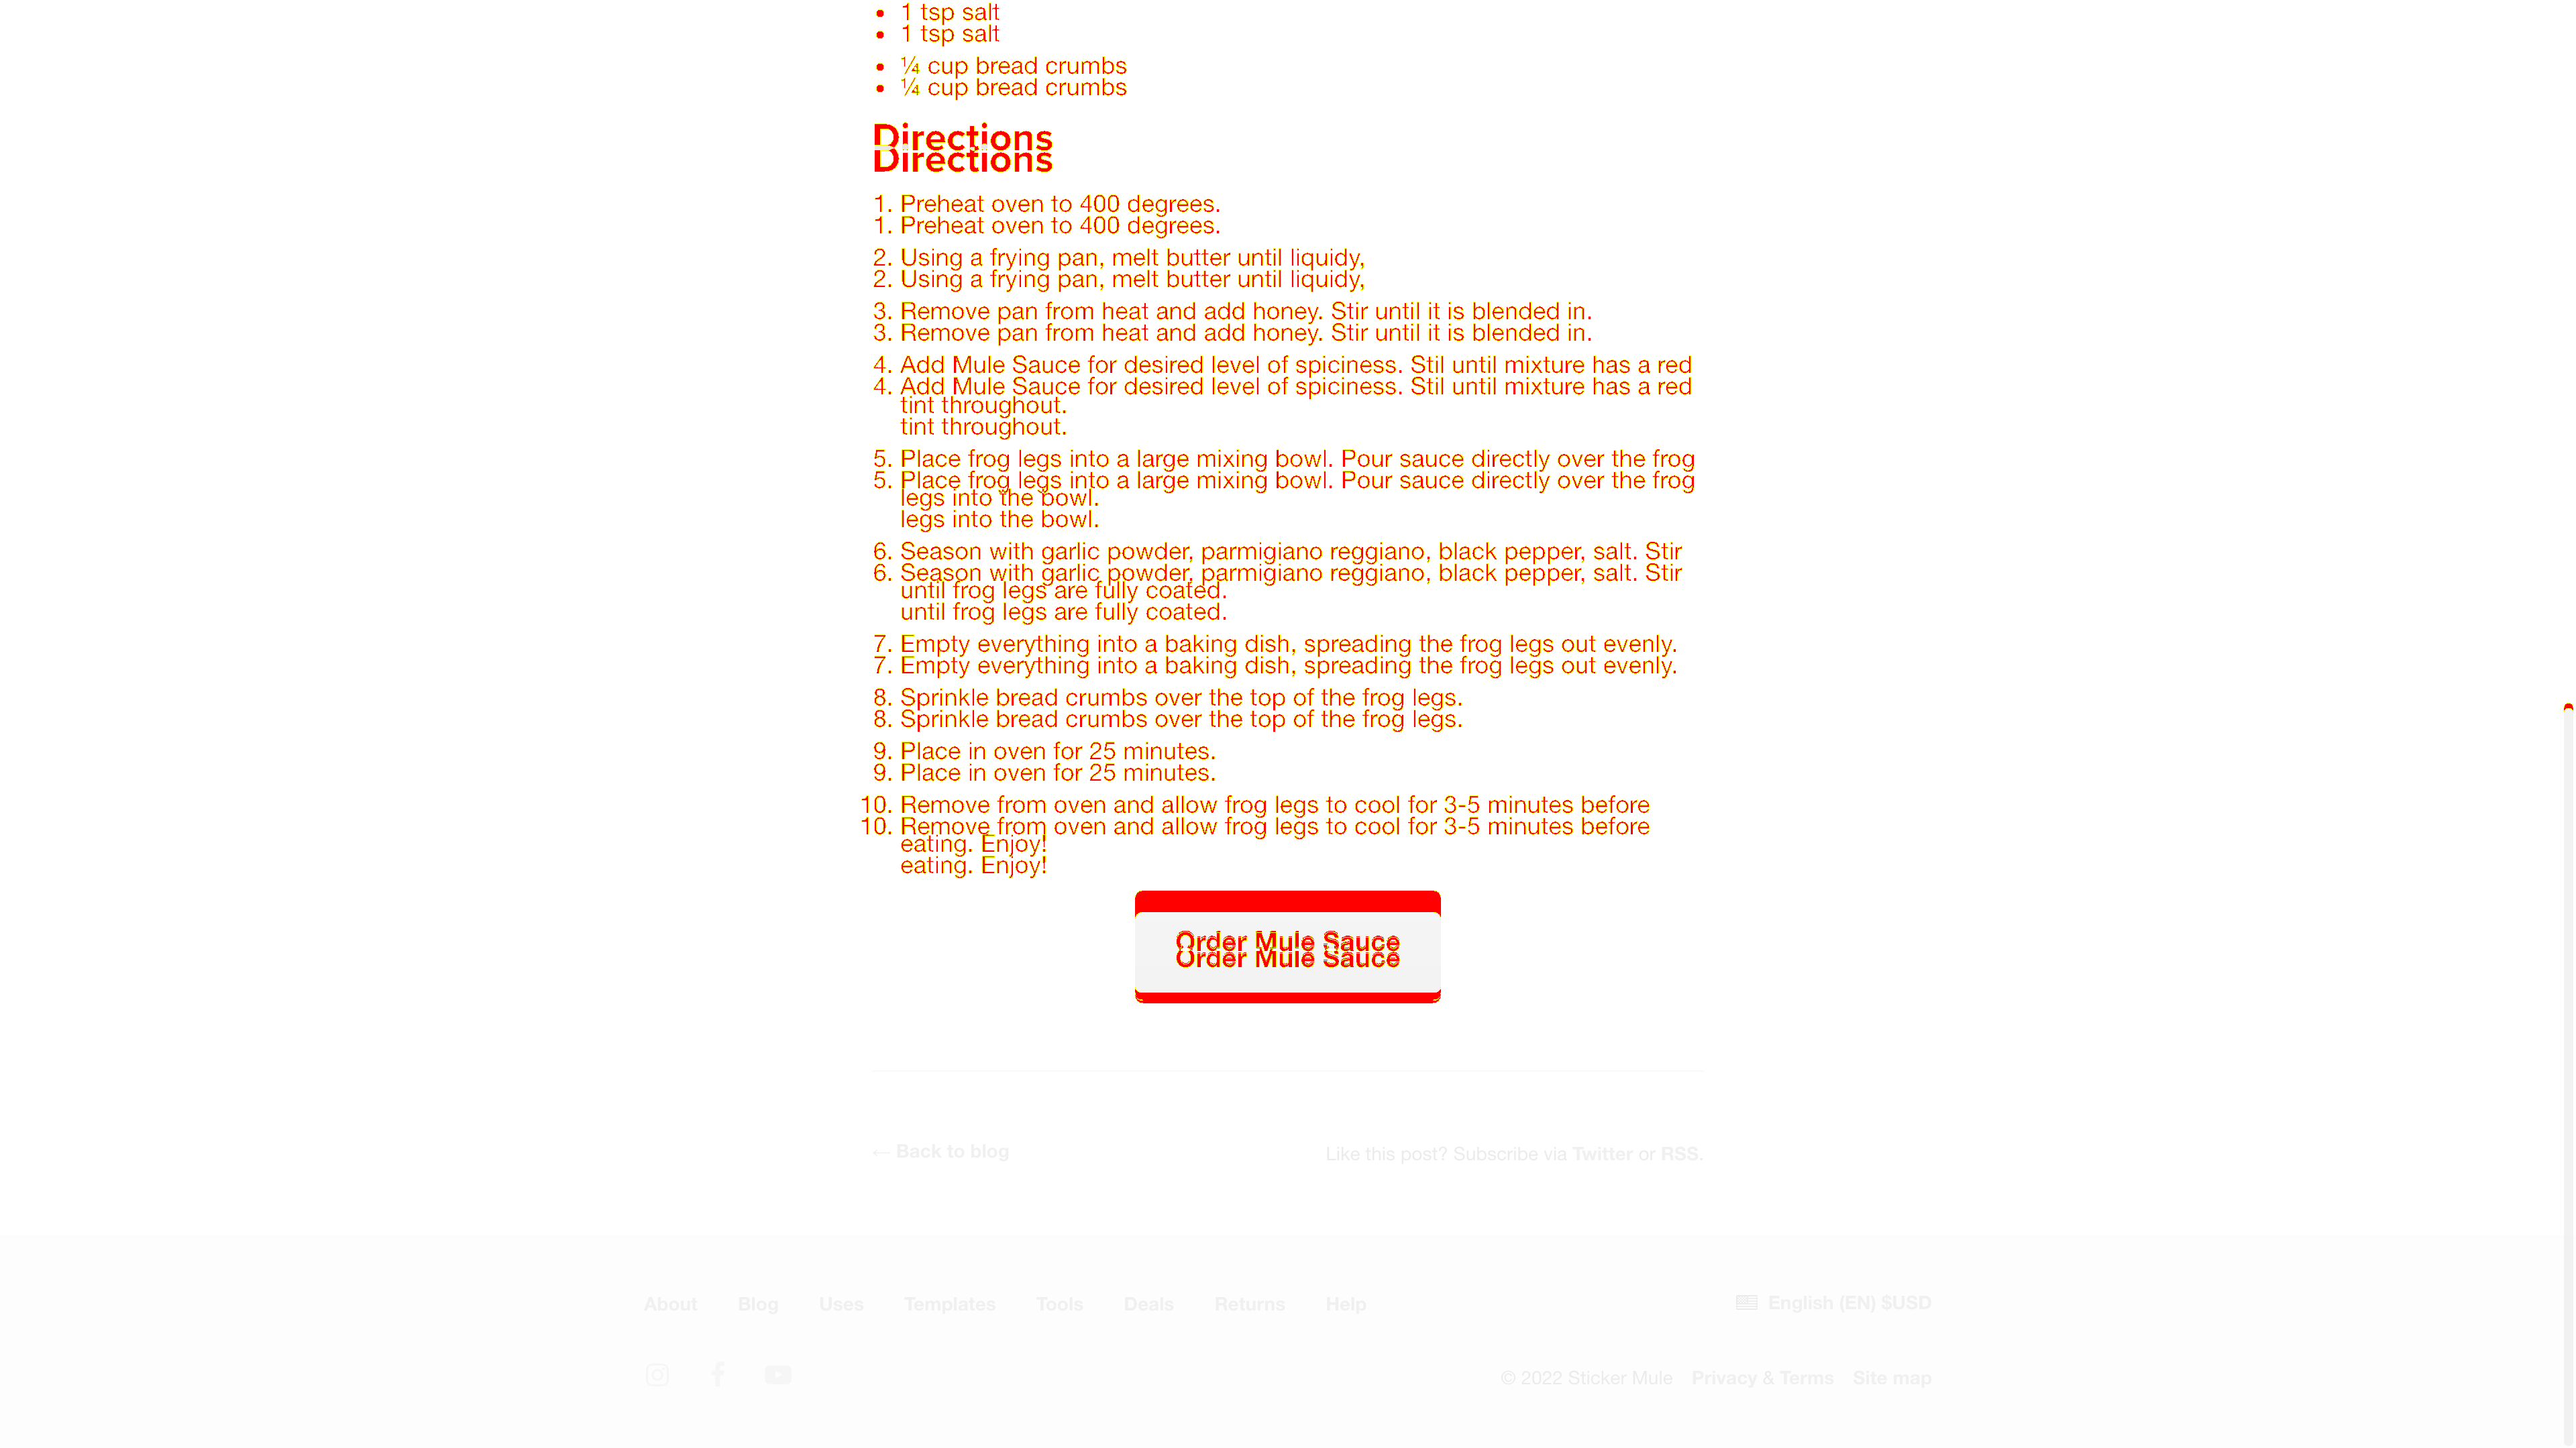 • 1 tsp salt
• 1 tsp salt
• ¼ cup bread crumbs
• ¼ cup bread crumbs
Directions
Directions
1. Preheat oven to 400 degrees.
1. Preheat oven to 400 degrees.
2. Using a frying pan, melt butter until liquidy,
2. Using a frying pan, melt butter until liquidy,
3. Remove pan from heat and add honey. Stir until it is blended in.
3. Remove pan from heat and add honey. Stir until it is blended in.
4. Add Mule Sauce for desired level of spiciness. Stil until mixture has a red
4. Add Mule Sauce for desired level of spiciness. Stil until mixture has a red
tint throughout.
tint throughout.
5. Place frog legs into a large mixing bowl. Pour sauce directly over the frog
5. Place frog legs into a large mixing bowl. Pour sauce directly over the frog
legs into the bowl.
legs into the bowl.
6. Season with garlic powder, parmigiano reggiano, black pepper, salt. Stir
6. Season with garlic powder, parmigiano reggiano, black pepper, salt. Stir
until frog legs are fully coated.
until frog legs are fully coated.
7. Empty everything into a baking dish, spreading the frog legs out evenly.
7. Empty everything into a baking dish, spreading the frog legs out evenly.
8. Sprinkle bread crumbs over the top of the frog legs.
8. Sprinkle bread crumbs over the top of the frog legs.
9. Place in oven for 25 minutes.
9. Place in oven for 25 minutes.
10. Remove from oven and allow frog legs to cool for 3-5 minutes before
10. Remove from oven and allow frog legs to cool for 3-5 minutes before
eating. Enjoy!
eating. Enjoy!
Order Mule Sauce
Order Mule Sauce
← Back to blog
Like this post? Subscribe via Twitter or RSS.
About Blog Uses Templates Tools Deals Returns Help
English (EN) $USD
© 2022 Sticker Mule Privacy & Terms Site map